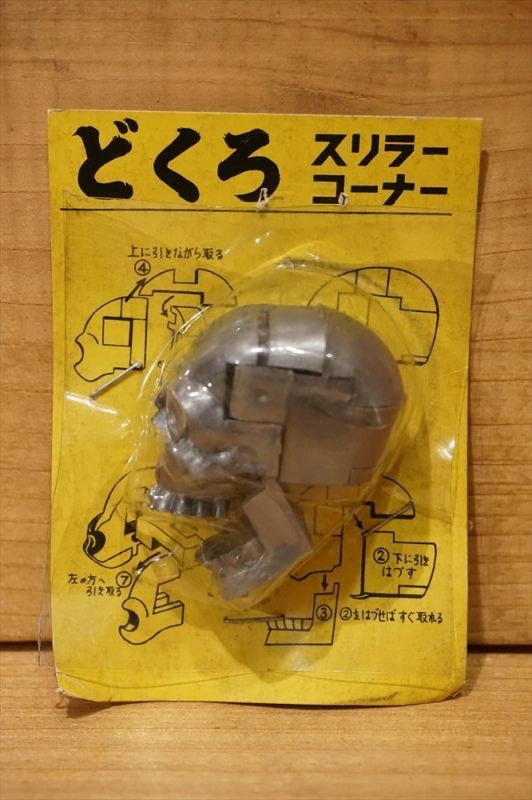 どくろ
スリラー
コーナー
上に引きながら取る
④
②下に引き
はづす
左の方へ
引き取る
⑦
③
②をはづせばすぐ取れる